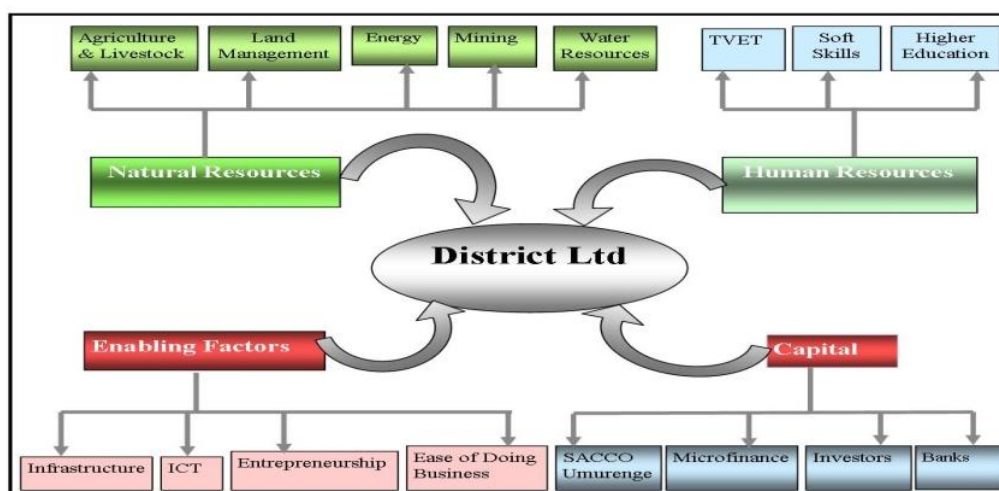 Agriculture
& Livestock
Land
Management
Energy
Mining
Water
Resources
TVET
Soft
Skills
Higher
Education
Natural Resources
Human Resources
District Ltd
Enabling Factors
Capital
Infrastructure
ICT
Entrepreneurship
Ease of Doing
Business
SACCO
Umurenge
Microfinance
Investors
Banks